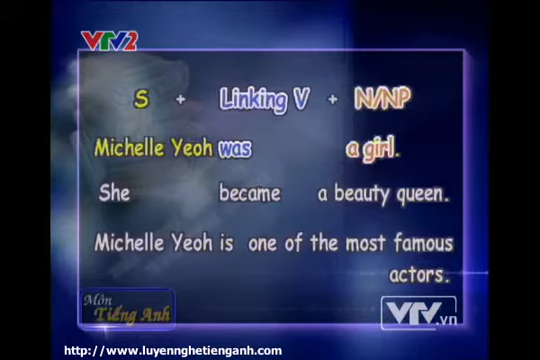 VTV2
S + Linking V + N/NP
Michelle Yeoh was a girl.
She became a beauty queen.
Michelle Yeoh is one of the most famous
actors.
Môn
Tiếng Anh
VTV.vn
http://www.luyennghetienganh.com